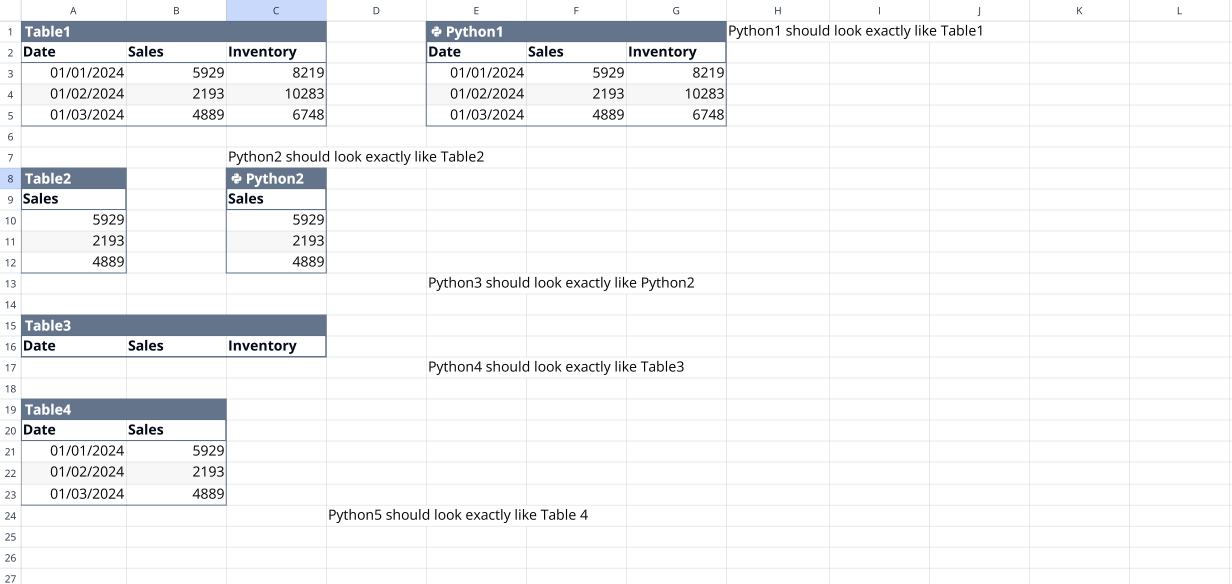 A B C D E F G H I J K L
1 Table1 Python1 Python1 should look exactly like Table1
2 Date Sales Inventory Date Sales Inventory
3 01/01/2024 5929 8219 01/01/2024 5929 8219
4 01/02/2024 2193 10283 01/02/2024 2193 10283
5 01/03/2024 4889 6748 01/03/2024 4889 6748
6
7 Python2 should look exactly like Table2
8 Table2 Python2
9 Sales Sales
10 5929 5929
11 2193 2193
12 4889 4889
13 Python3 should look exactly like Python2
14
15 Table3
16 Date Sales Inventory
17 Python4 should look exactly like Table3
18
19 Table4
20 Date Sales
21 01/01/2024 5929
22 01/02/2024 2193
23 01/03/2024 4889
24 Python5 should look exactly like Table 4
25
26
27